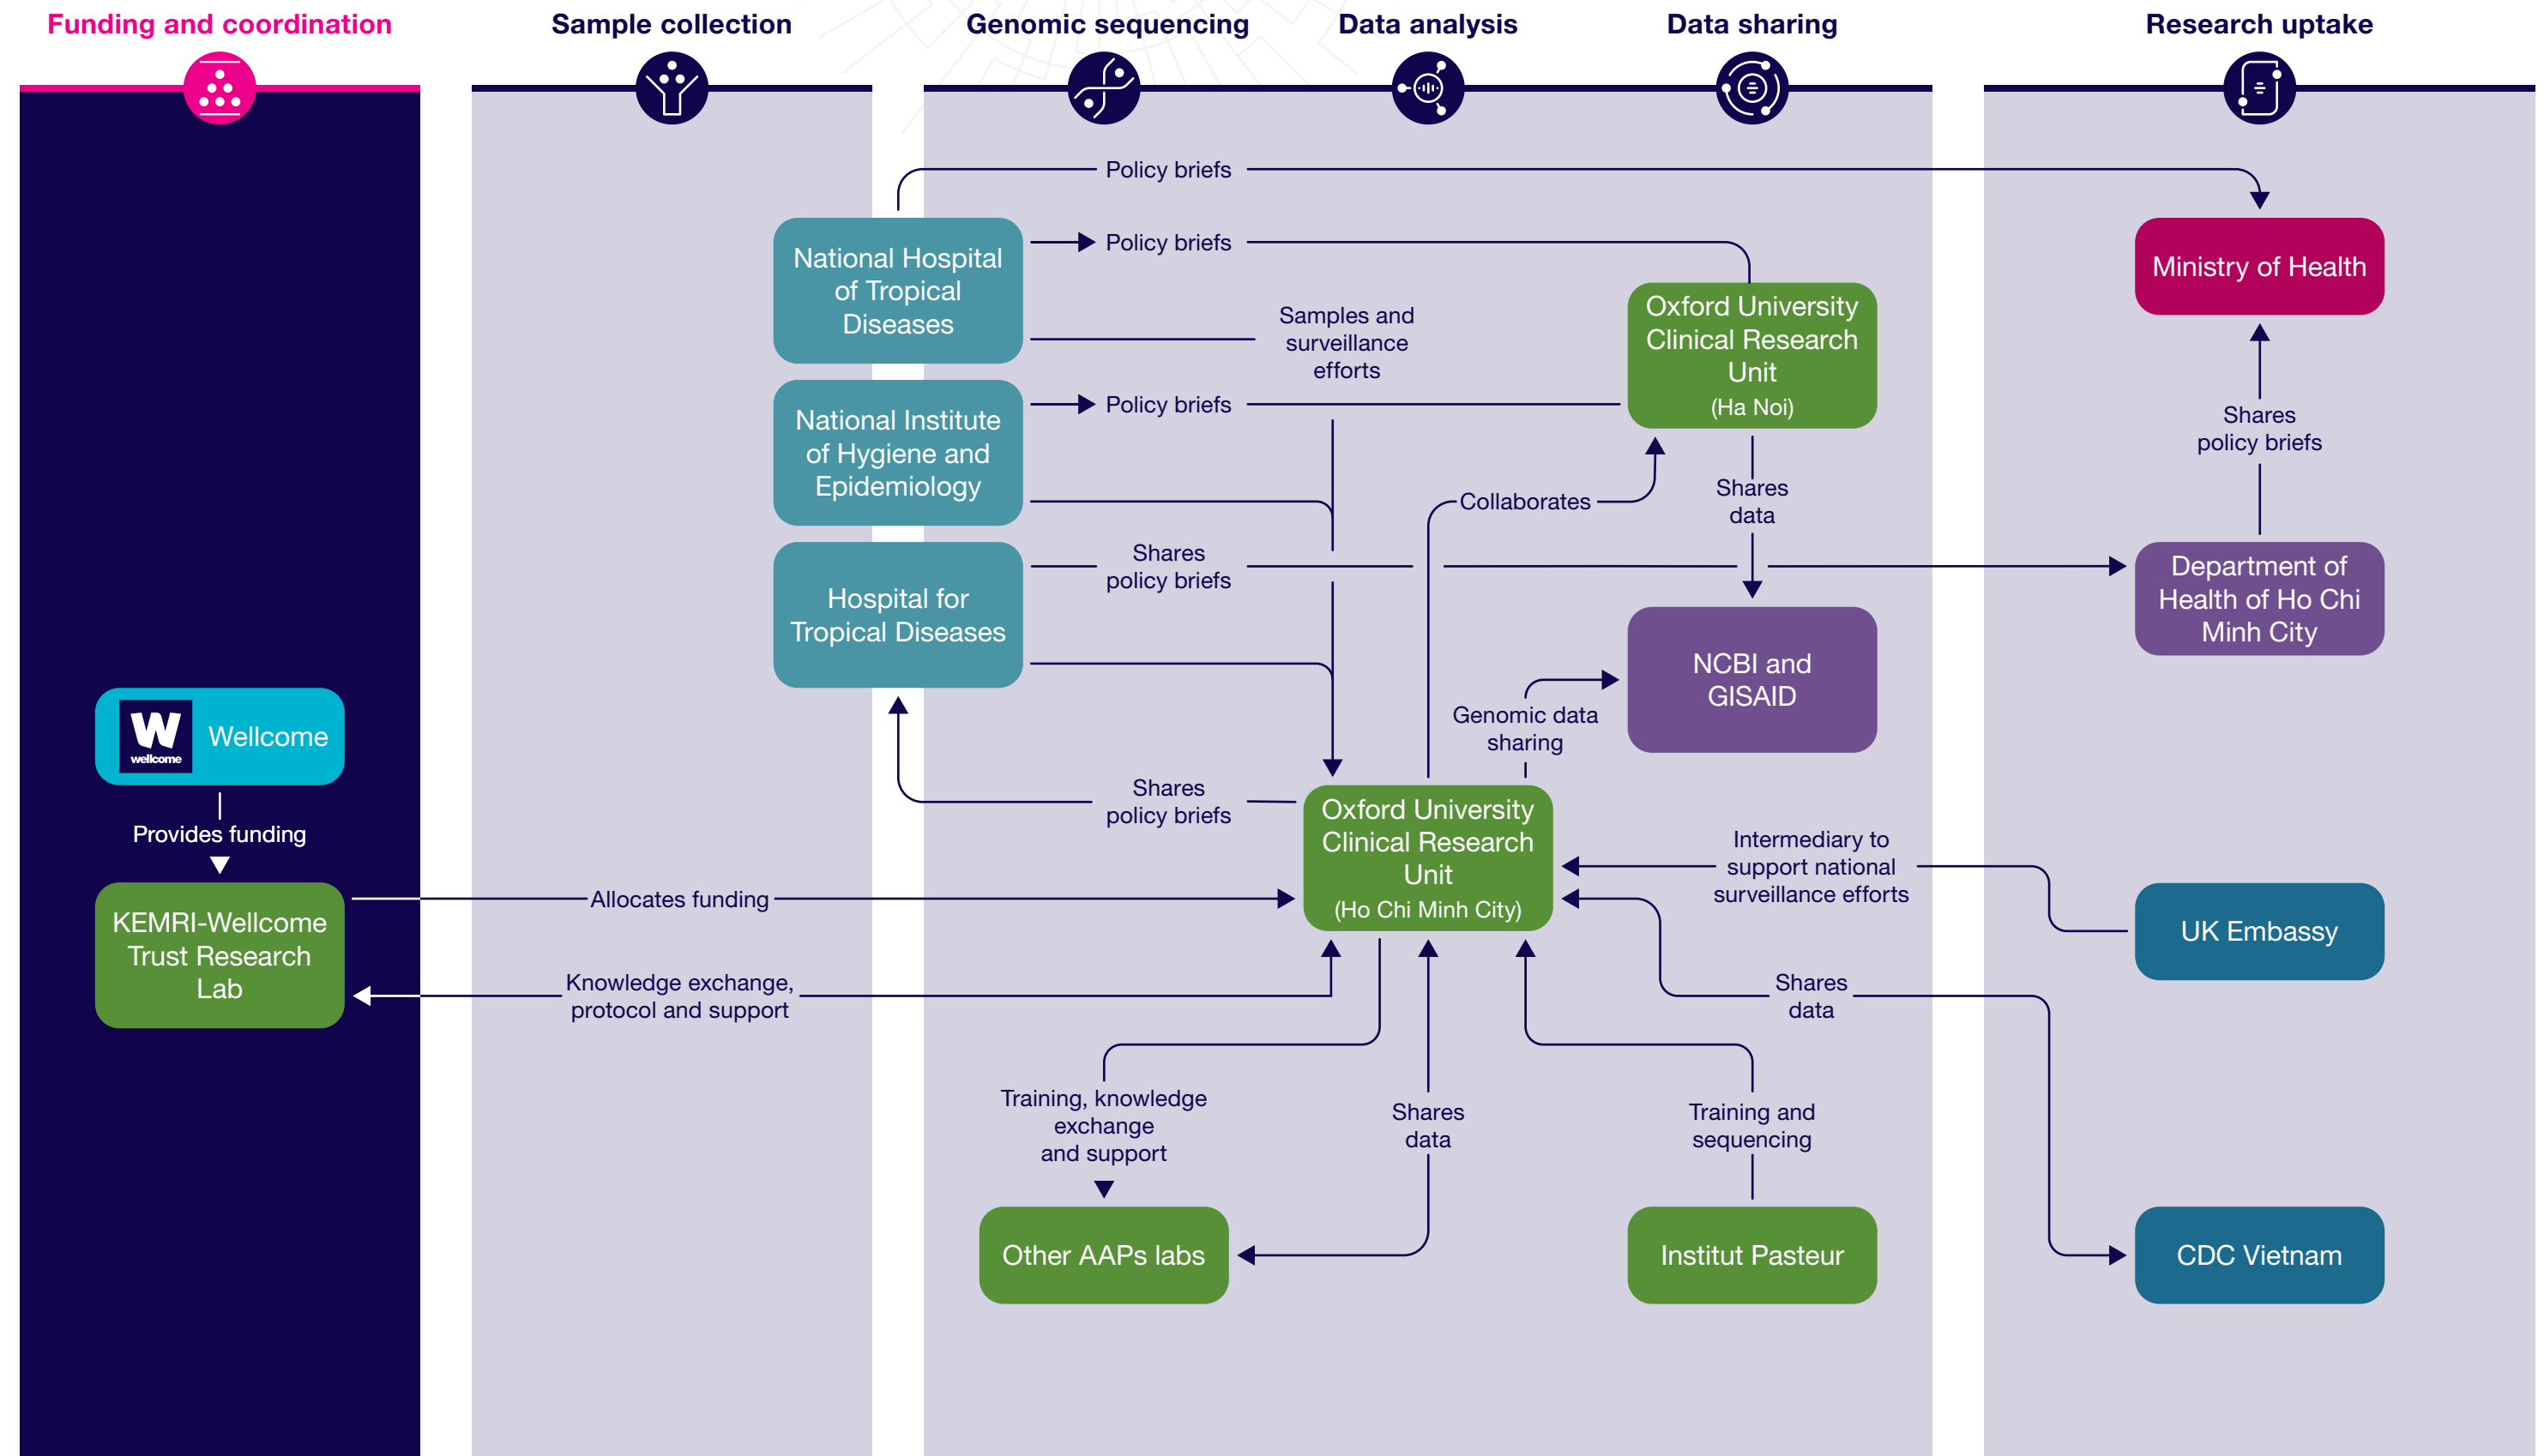 Funding and coordination
Sample collection
Genomic sequencing
Data analysis
Data sharing
Research uptake
Policy briefs
National Hospital
of Tropical
Diseases
Policy briefs
Samples and
surveillance
efforts
Oxford University
Clinical Research
Unit
(Ha Noi)
Ministry of Health
National Institute
of Hygiene and
Epidemiology
Policy briefs
Collaborates
Shares
data
Shares
policy briefs
Hospital for
Tropical Diseases
Shares
policy briefs
Department of
Health of Ho Chi
Minh City
NCBI and
GISAID
Genomic data
sharing
W
wellcome
Wellcome
Provides funding
Shares
policy briefs
Oxford University
Clinical Research
Unit
(Ho Chi Minh City)
Intermediary to
support national
surveillance efforts
KEMRI-Wellcome
Trust Research
Lab
Allocates funding
UK Embassy
Knowledge exchange,
protocol and support
Shares
data
Training, knowledge
exchange
and support
Shares
data
Training and
sequencing
Other AAPs labs
Institut Pasteur
CDC Vietnam